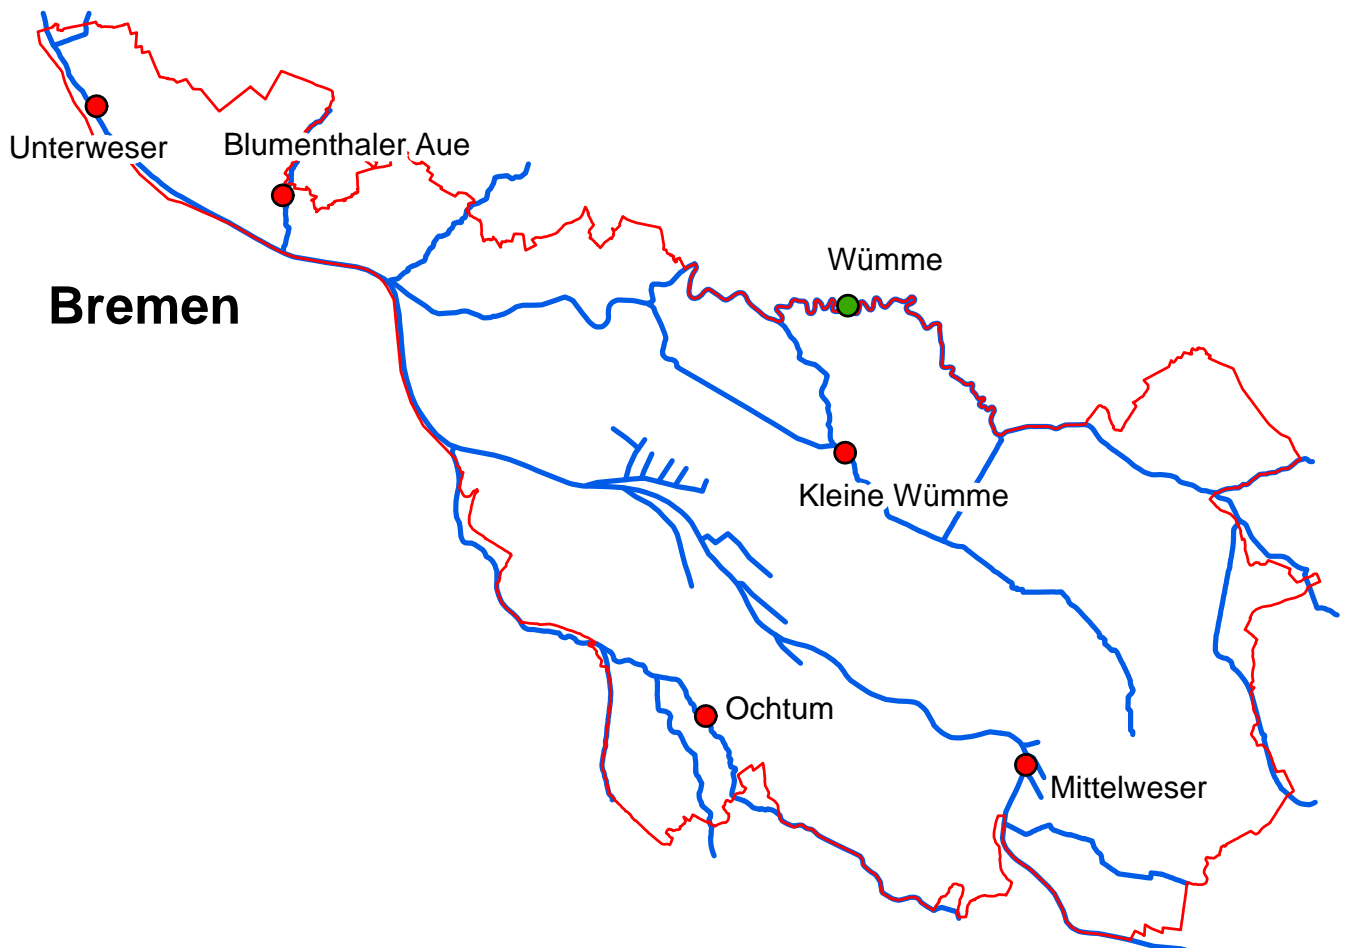 Unterweser
Blumenthaler Aue
Wümme
Bremen
Kleine Wümme
Ochtum
Mittelweser